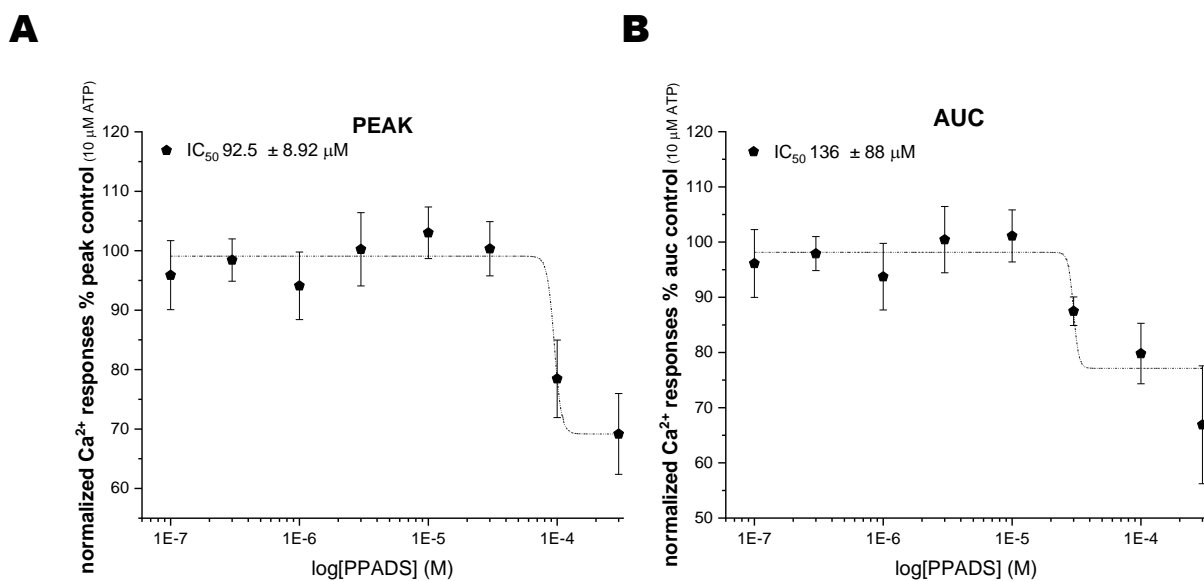 A
PEAK
IC50 92.5 ± 8.92 μM
normalized Ca2+ responses % peak control (10 μM ATP)
120
110
100
90
80
70
60
1E-7
1E-6
1E-5
1E-4
log[PPADS] (M)
B
AUC
IC50 136 ± 88 μM
normalized Ca2+ responses % auc control (10 μM ATP)
120
110
100
90
80
70
60
50
1E-7
1E-6
1E-5
1E-4
log[PPADS] (M)